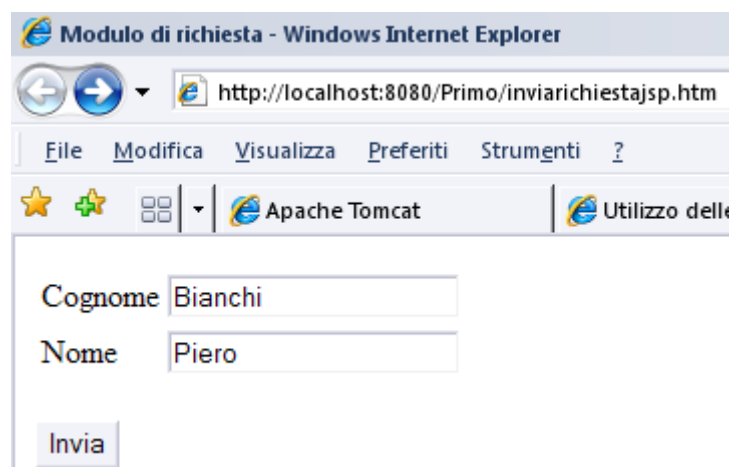 Modulo di richiesta - Windows Internet Explorer
http://localhost:8080/Primo/inviarichiestajsp.htm
File Modifica Visualizza Preferiti Strumenti ?
Apache Tomcat Utilizzo delle
Cognome Bianchi
Nome Piero
Invia